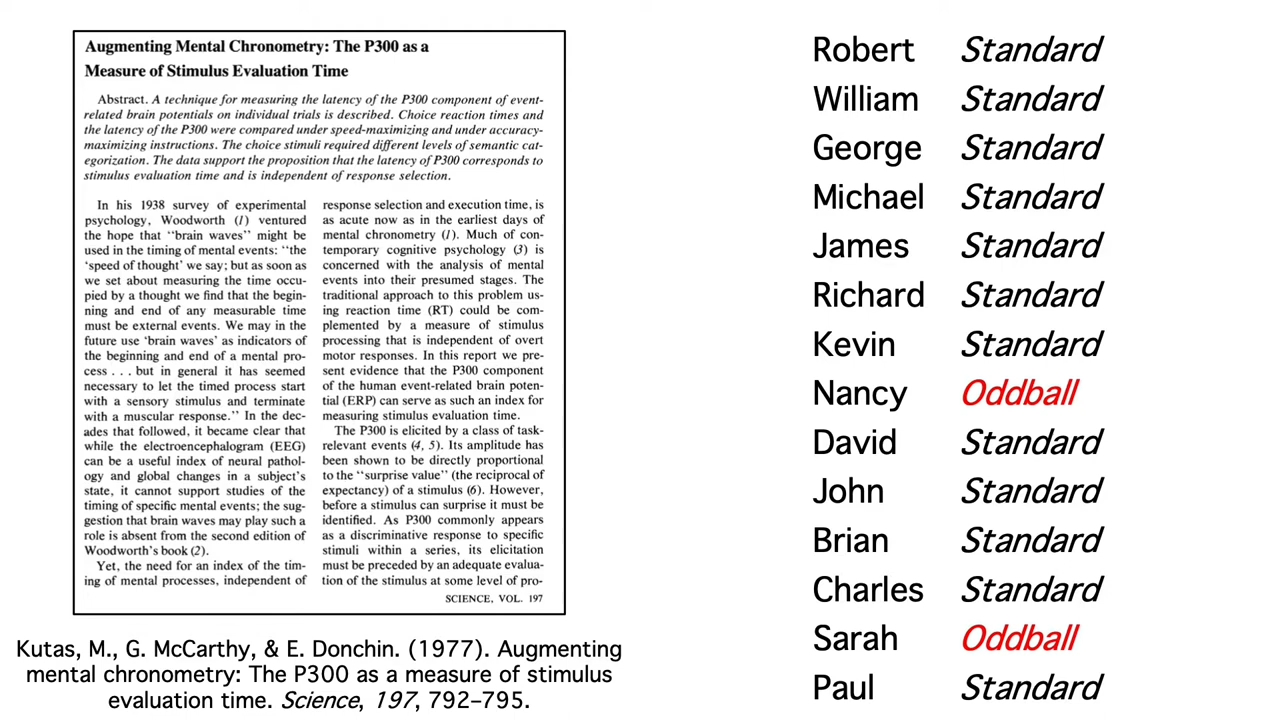 Augmenting Mental Chronometry: The P300 as a
Measure of Stimulus Evaluation Time
Abstract. A technique for measuring the latency of the P300 component of event-
related brain potentials on individual trials is described. Choice reaction times and
the latency of the P300 were compared under speed-maximizing and under accuracy-
maximizing instructions. The choice stimuli required different levels of semantic cat-
egorization. The data support the proposition that the latency of P300 corresponds to
stimulus evaluation time and is independent of response selection.
In his 1938 survey of experimental
psychology, Woodworth (1) ventured
the hope that "brain waves" might be
used in the timing of mental events: "the
'speed of thought' we say; but as soon as
we set about measuring the time occu-
pied by a thought we find that the begin-
ning and end of any measurable time
must be external events. We may in the
future use 'brain waves' as indicators of
the beginning and end of a mental pro-
cess . . . but in general it has seemed
necessary to let the timed process start
with a sensory stimulus and terminate
with a muscular response." In the dec-
ades that followed, it became clear that
while the electroencephalogram (EEG)
can be a useful index of neural pathol-
ogy and global changes in a subject's
state, it cannot support studies of the
timing of specific mental events; the sug-
gestion that brain waves may play such a
role is absent from the second edition of
Woodworth's book (2).
Yet, the need for an index of the tim-
ing of mental processes, independent of
response selection and execution time, is
as acute now as in the earliest days of
mental chronometry (1). Much of con-
temporary cognitive psychology (3) is
concerned with the analysis of mental
events into their presumed stages. The
traditional approach to this problem us-
ing reaction time (RT) could be com-
plemented by a measure of stimulus
processing that is independent of overt
motor responses. In this report we pre-
sent evidence that the P300 component
of the human event-related brain poten-
tial (ERP) can serve as such an index for
measuring stimulus evaluation time.
The P300 is elicited by a class of task-
relevant events (4, 5). Its amplitude has
been shown to be directly proportional
to the "surprise value" (the reciprocal of
expectancy) of a stimulus (6). However,
before a stimulus can surprise it must be
identified. As P300 commonly appears
as a discriminative response to specific
stimuli within a series, its elicitation
must be preceded by an adequate evalua-
tion of the stimulus at some level of pro-
SCIENCE, VOL. 197
Kutas, M., G. McCarthy, & E. Donchin. (1977). Augmenting
mental chronometry: The P300 as a measure of stimulus
evaluation time. Science, 197, 792–795.
Robert Standard
William Standard
George Standard
Michael Standard
James Standard
Richard Standard
Kevin Standard
Nancy Oddball
David Standard
John Standard
Brian Standard
Charles Standard
Sarah Oddball
Paul Standard